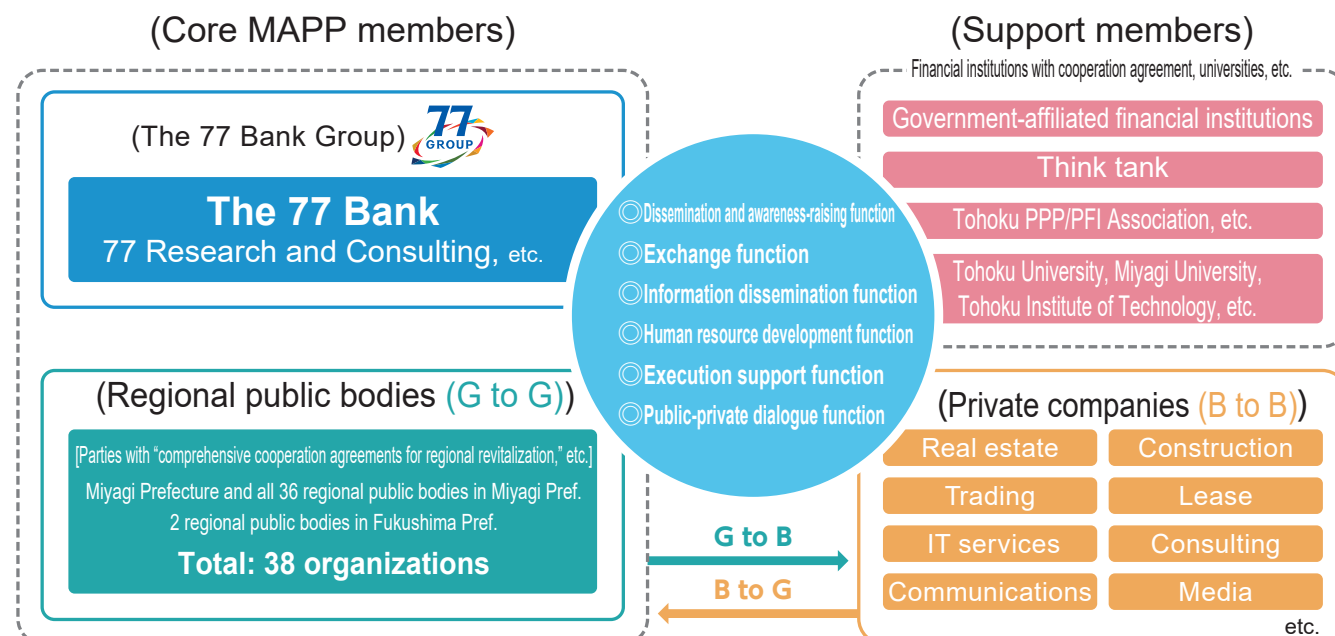 (Core MAPP members)
(The 77 Bank Group)
77
GROUP
The 77 Bank
77 Research and Consulting, etc.
(Regional public bodies (G to G))
[Parties with “comprehensive cooperation agreements for regional revitalization,” etc.]
Miyagi Prefecture and all 36 regional public bodies in Miyagi Pref.
2 regional public bodies in Fukushima Pref.
Total: 38 organizations
◎Dissemination and awareness-raising function
◎Exchange function
◎Information dissemination function
◎Human resource development function
◎Execution support function
◎Public-private dialogue function
G to B
B to G
(Support members)
Financial institutions with cooperation agreement, universities, etc.
Government-affiliated financial institutions
Think tank
Tohoku PPP/PFI Association, etc.
Tohoku University, Miyagi University,
Tohoku Institute of Technology, etc.
(Private companies (B to B))
Real estate
Construction
Trading
Lease
IT services
Consulting
Communications
Media
etc.